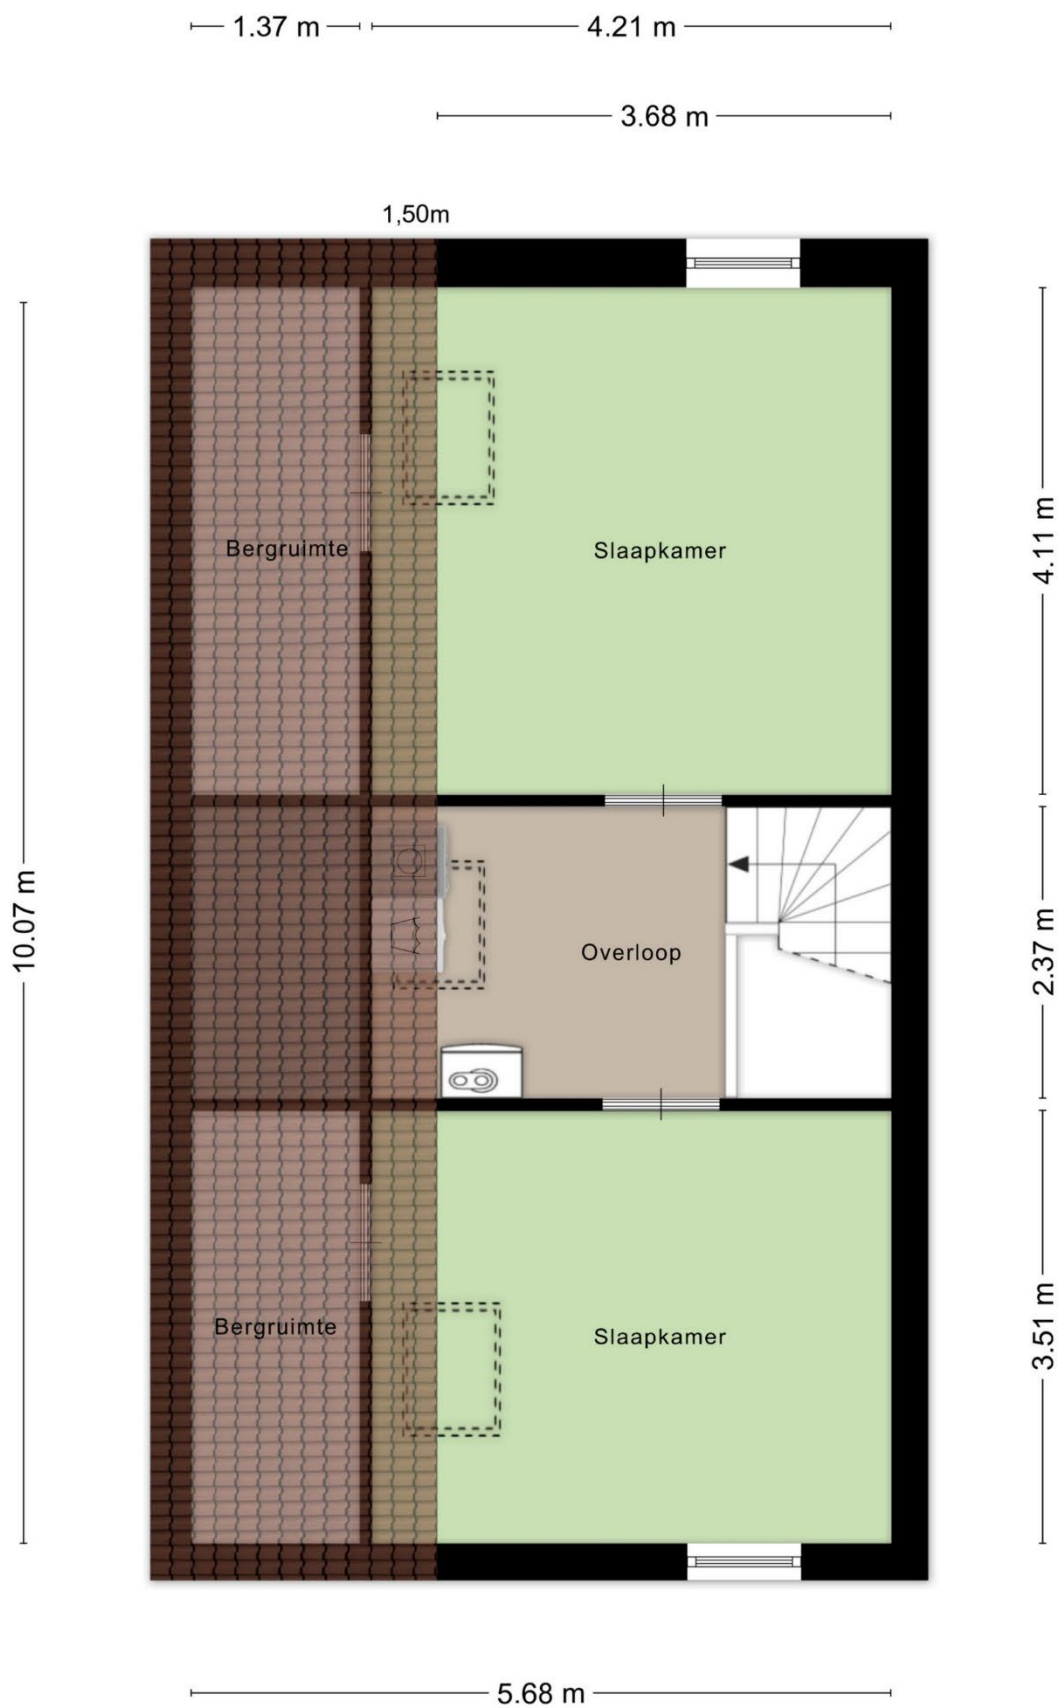 1.37 m
4.21 m
3.68 m
1,50m
Bergruimte
Slaapkamer
4.11 m
10.07 m
Overloop
2.37 m
Bergruimte
Slaapkamer
3.51 m
5.68 m